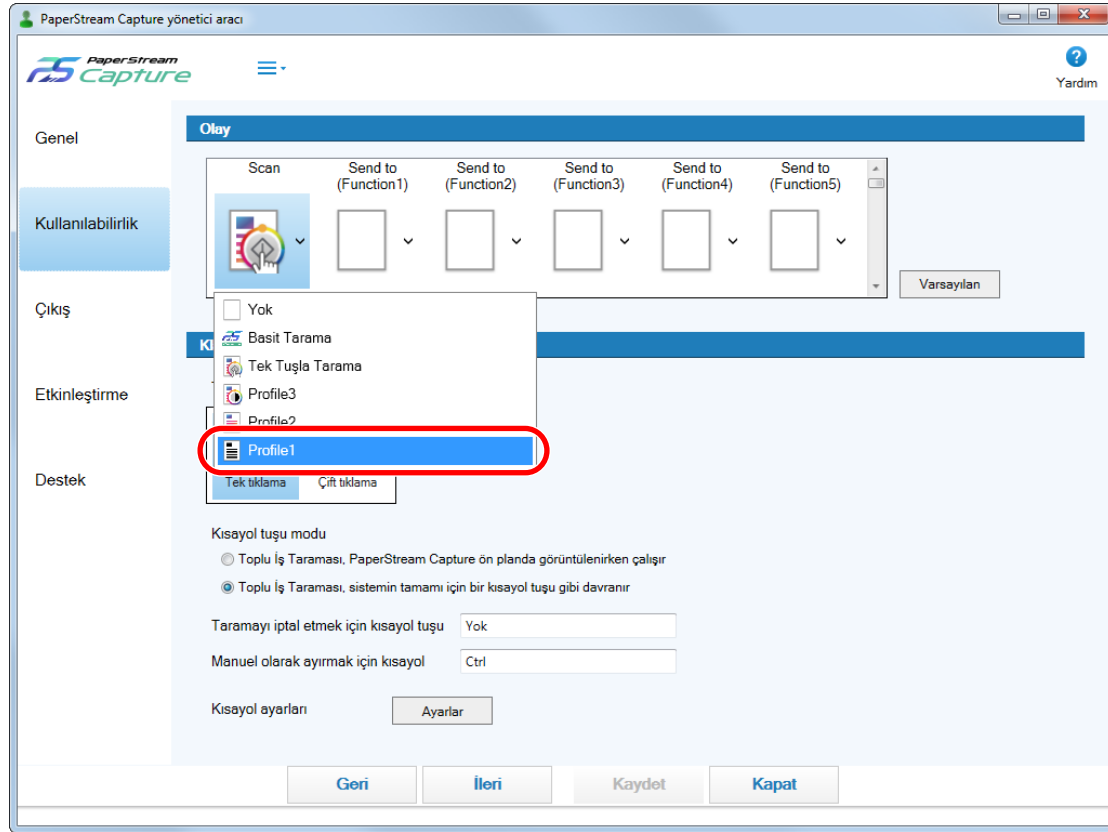 PaperStream Capture yönetici aracı
PaperStream
Capture
Yardım
Genel
Kullanılabilirlik
Çıkış
Etkinleştirme
Destek
Olay
Scan
Send to
(Function1)
Send to
(Function2)
Send to
(Function3)
Send to
(Function4)
Send to
(Function5)
Varsayılan
Yok
Basit Tarama
Tek Tuşla Tarama
Profile3
Profile2
Profile1
Tek tıklama
Çift tıklama
Kısayol tuşu modu
Toplu İş Taraması, PaperStream Capture ön planda görüntülenirken çalışır
Toplu İş Taraması, sistemin tamamı için bir kısayol tuşu gibi davranır
Taramayı iptal etmek için kısayol tuşu Yok
Manuel olarak ayırmak için kısayol Ctrl
Kısayol ayarları Ayarlar
Geri İleri Kaydet Kapat